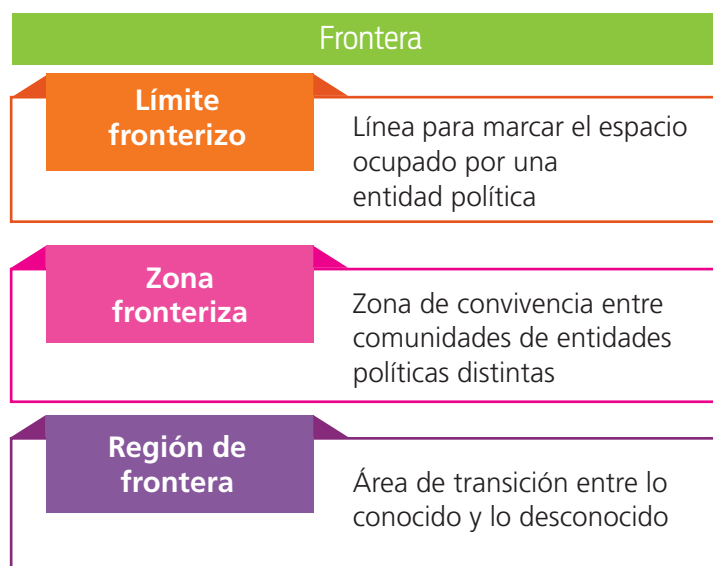 Frontera
Límite
fronterizo
Línea para marcar el espacio
ocupado por una
entidad política
Zona
fronteriza
Zona de convivencia entre
comunidades de entidades
políticas distintas
Región de
frontera
Área de transición entre lo
conocido y lo desconocido